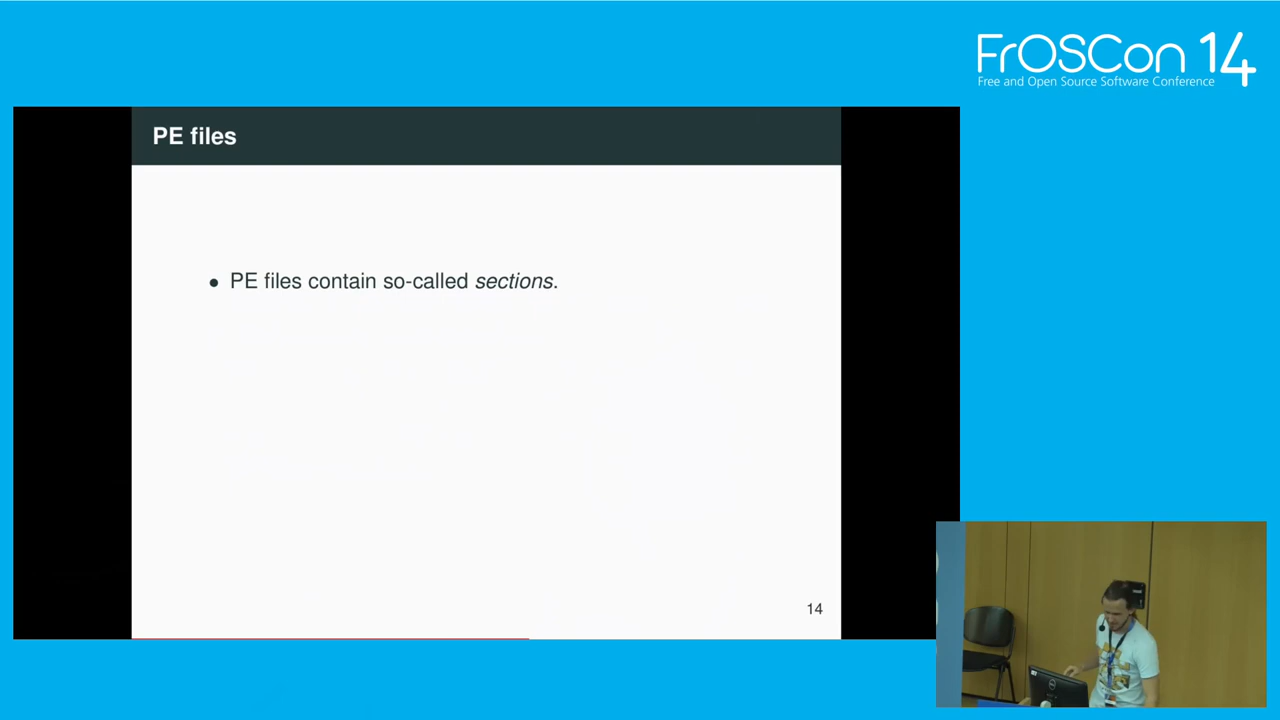 FrOSCon 14
Free and Open Source Software Conference
PE files
• PE files contain so-called sections.
14